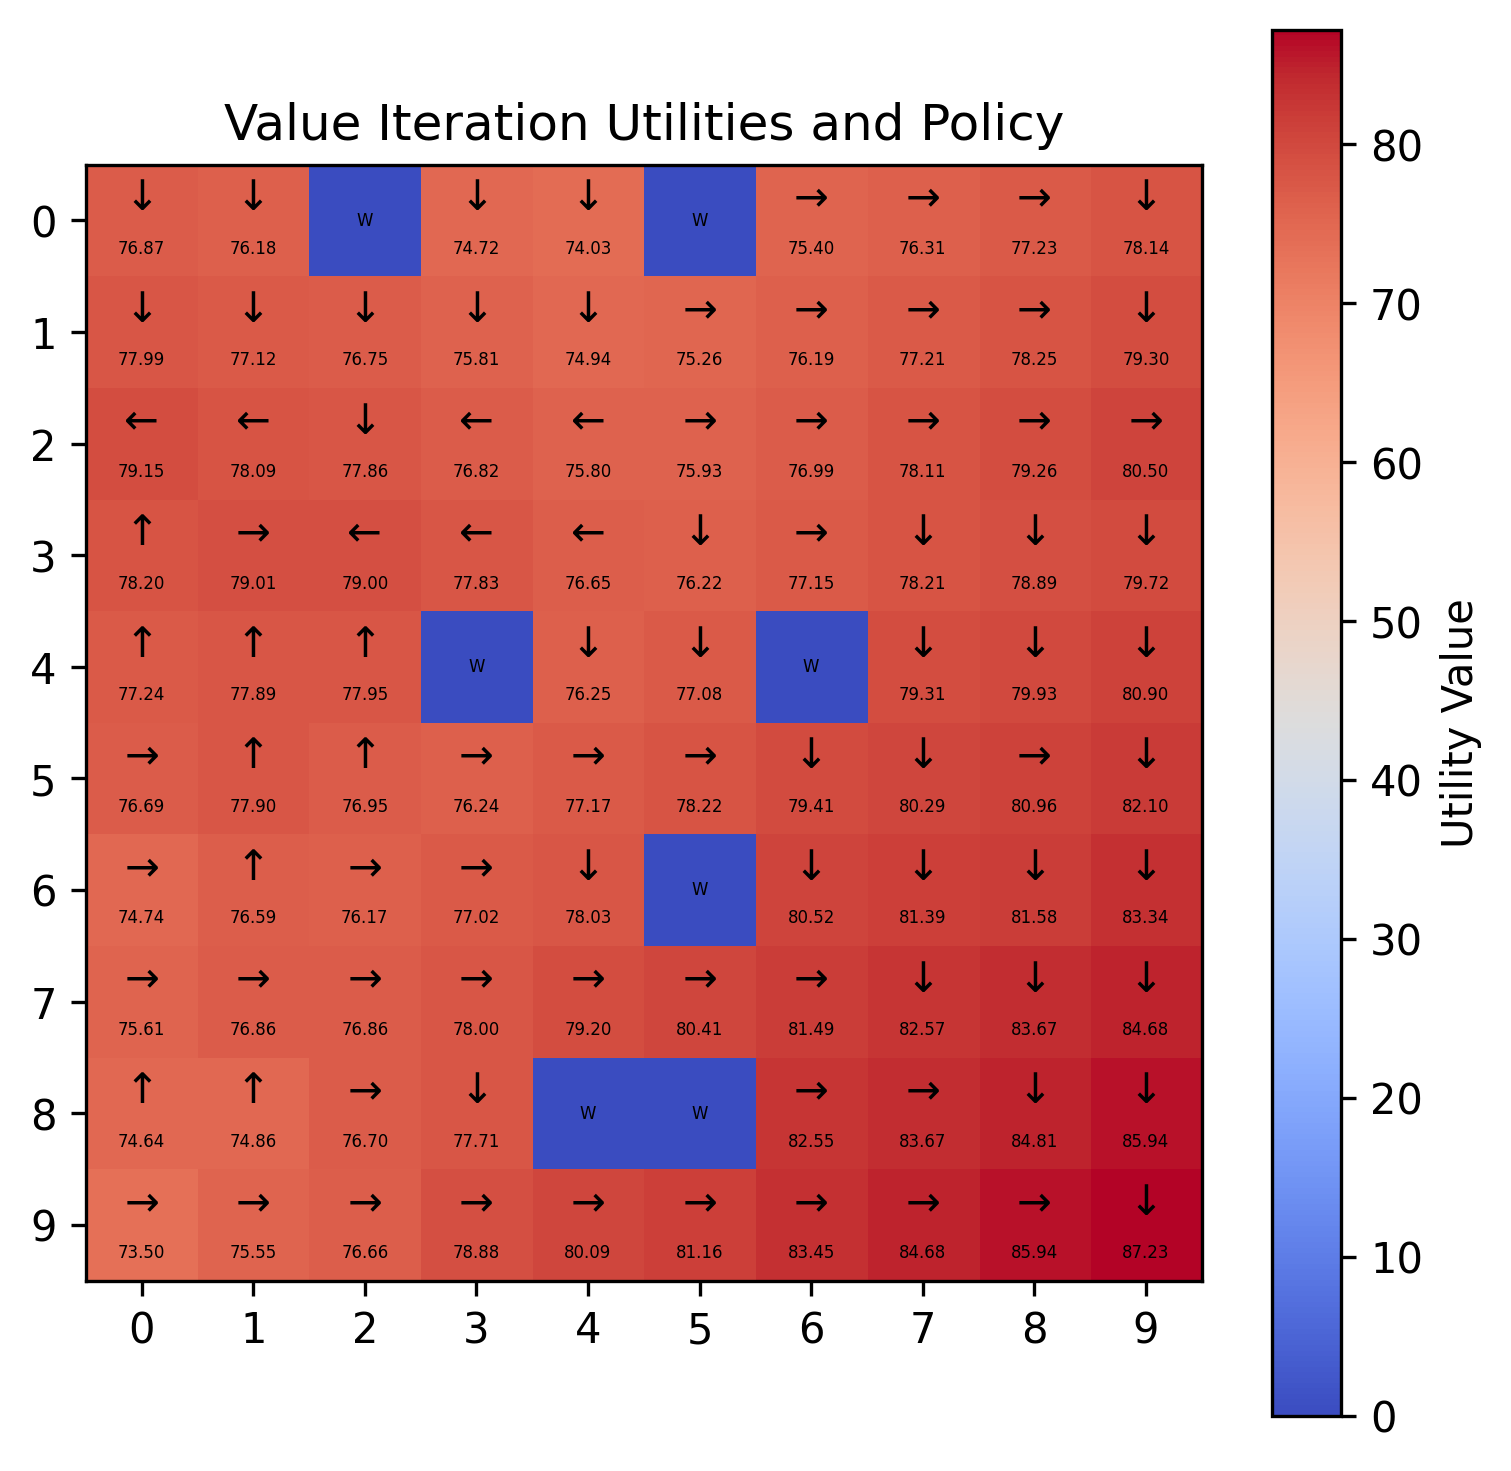 Value Iteration Utilities and Policy
0 ↓ ↓ W ↓ ↓ W → → → ↓
76.87 76.18 74.72 74.03 75.40 76.31 77.23 78.14
1 ↓ ↓ ↓ ↓ ↓ → → → → ↓
77.99 77.12 76.75 75.81 74.94 75.26 76.19 77.21 78.25 79.30
2 ← ← ↓ ← ← → → → → →
79.15 78.09 77.86 76.82 75.80 75.93 76.99 78.11 79.26 80.50
3 ↑ → ← ← ← ↓ → ↓ ↓ ↓
78.20 79.01 79.00 77.83 76.65 76.22 77.15 78.21 78.89 79.72
4 ↑ ↑ ↑ W ↓ ↓ W ↓ ↓ ↓
77.24 77.89 77.95 76.25 77.08 79.31 79.93 80.90
5 → ↑ ↑ → → → ↓ ↓ → ↓
76.69 77.90 76.95 76.24 77.17 78.22 79.41 80.29 80.96 82.10
6 → ↑ → → ↓ W ↓ ↓ ↓ ↓
74.74 76.59 76.17 77.02 78.03 80.52 81.39 81.58 83.34
7 → → → → → → → ↓ ↓ ↓
75.61 76.86 76.86 78.00 79.20 80.41 81.49 82.57 83.67 84.68
8 ↑ ↑ → ↓ W W → → ↓ ↓
74.64 74.86 76.70 77.71 82.55 83.67 84.81 85.94
9 → → → → → → → → → ↓
73.50 75.55 76.66 78.88 80.09 81.16 83.45 84.68 85.94 87.23
0 1 2 3 4 5 6 7 8 9
80
70
60
50
40
30
20
10
0
Utility Value